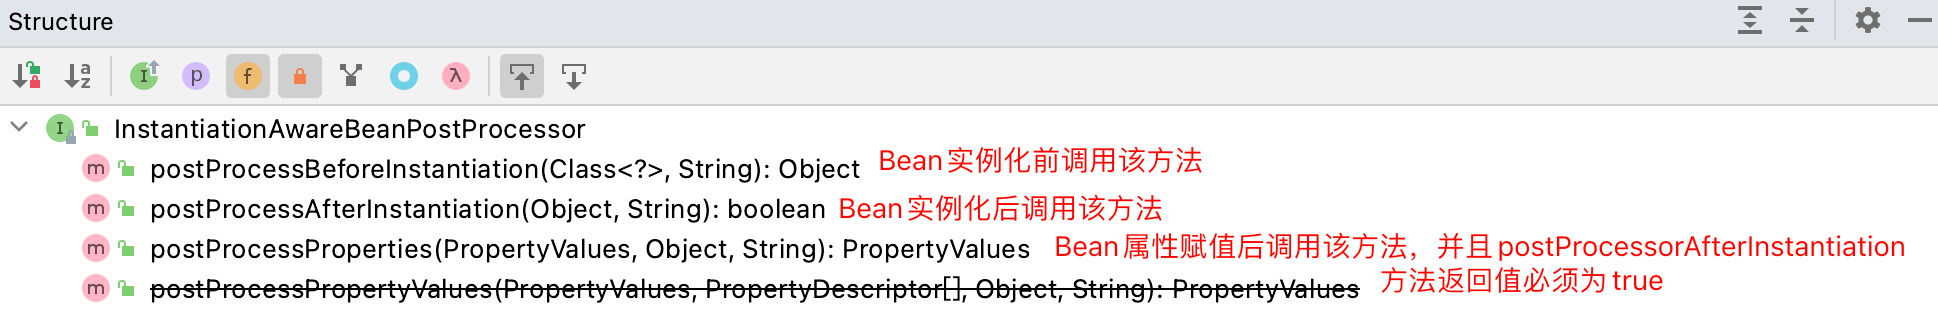 Structure
InstantiationAwareBeanPostProcessor
postProcessBeforeInstantiation(Class<?>, String): Object Bean实例化前调用该方法
postProcessAfterInstantiation(Object, String): boolean Bean实例化后调用该方法
postProcessProperties(PropertyValues, Object, String): PropertyValues Bean属性赋值后调用该方法，并且postProcessorAfterInstantiation
postProcessPropertyValues(PropertyValues, PropertyDescriptor[], Object, String): PropertyValues 方法返回值必须为true